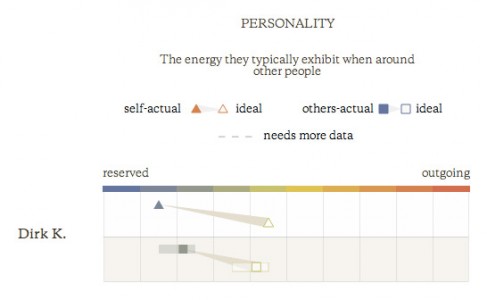 PERSONALITY
The energy they typically exhibit when around
other people
self-actual ideal others-actual ideal
needs more data
reserved outgoing
Dirk K.